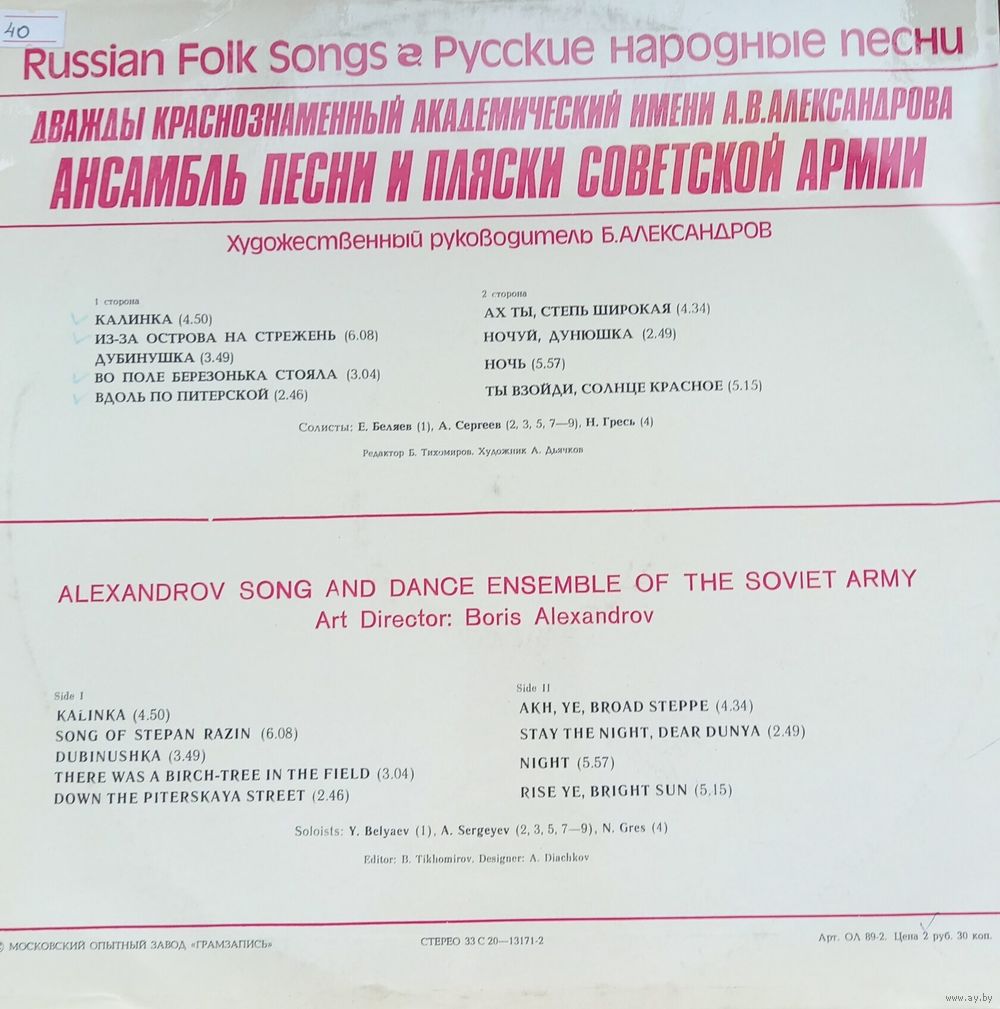 40
Russian Folk Songs Русские народные песни
ДВАЖДЫ КРАСНОЗНАМЕННЫЙ АКАДЕМИЧЕСКИЙ ИМЕНИ А.В.АЛЕКСАНДРОВА
АНСАМБЛЬ ПЕСНИ И ПЛЯСКИ СОВЕТСКОЙ АРМИИ
Художественный руководитель Б.АЛЕКСАНДРОВ
1 сторона
КАЛИНКА (4.50)
ИЗ-ЗА ОСТРОВА НА СТРЕЖЕНЬ (6.08)
ДУБИНУШКА (3.49)
ВО ПОЛЕ БЕРЕЗОНЬКА СТОЯЛА (3.04)
ВДОЛЬ ПО ПИТЕРСКОЙ (2.46)
2 сторона
АХ ТЫ, СТЕПЬ ШИРОКАЯ (4.34)
НОЧУЙ, ДУНЮШКА (2.49)
НОЧЬ (5.57)
ТЫ ВЗОЙДИ, СОЛНЦЕ КРАСНОЕ (5.15)
Солисты: Е. Беляев (1), А. Сергеев (2, 3, 5, 7—9), Н. Гресь (4)
Редактор Б. Тихомиров. Художник А. Дьячков
ALEXANDROV SONG AND DANCE ENSEMBLE OF THE SOVIET ARMY
Art Director: Boris Alexandrov
Side I
KALINKA (4.50)
SONG OF STEPAN RAZIN (6.08)
DUBINUSHKA (3.49)
THERE WAS A BIRCH-TREE IN THE FIELD (3.04)
DOWN THE PITERSKAYA STREET (2.46)
Side II
AKH, YE, BROAD STEPPE (4.34)
STAY THE NIGHT, DEAR DUNYA (2.49)
NIGHT (5.57)
RISE YE, BRIGHT SUN (5.15)
Soloists: Y. Belyaev (1), A. Sergeyev (2, 3, 5, 7—9), N. Gres (4)
Editor: B. Tikhomirov. Designer: A. Diachkov
МОСКОВСКИЙ ОПЫТНЫЙ ЗАВОД «ГРАМЗАПИСЬ»
СТЕРЕО 33 С 20—13171-2
Арт. ОЛ 89-2. Цена 2 руб. 30 коп.
www.ay.by